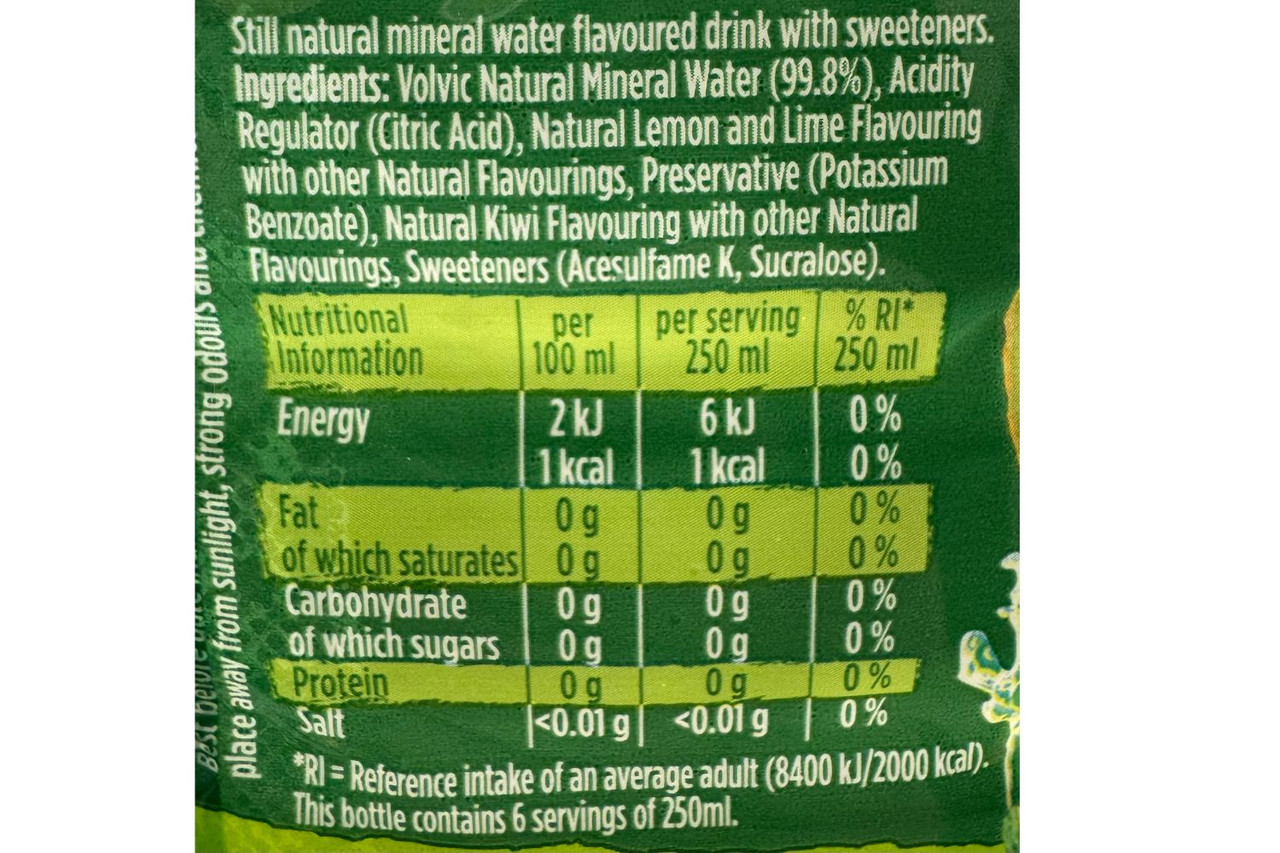 Still natural mineral water flavoured drink with sweeteners.
Ingredients: Volvic Natural Mineral Water (99.8%), Acidity
Regulator (Citric Acid), Natural Lemon and Lime Flavouring
with other Natural Flavourings, Preservative (Potassium
Benzoate), Natural Kiwi Flavouring with other Natural
Flavourings, Sweeteners (Acesulfame K, Sucralose).
Nutritional Information per 100 ml per serving 250 ml % RI* 250 ml
Energy 2 kJ 6 kJ 0 %
1 kcal 1 kcal 0 %
Fat 0 g 0 g 0 %
of which saturates 0 g 0 g 0 %
Carbohydrate 0 g 0 g 0 %
of which sugars 0 g 0 g 0 %
Protein 0 g 0 g 0 %
Salt <0.01 g <0.01 g 0 %
*RI = Reference intake of an average adult (8400 kJ/2000 kcal).
This bottle contains 6 servings of 250ml.
place away from sunlight, strong odours and